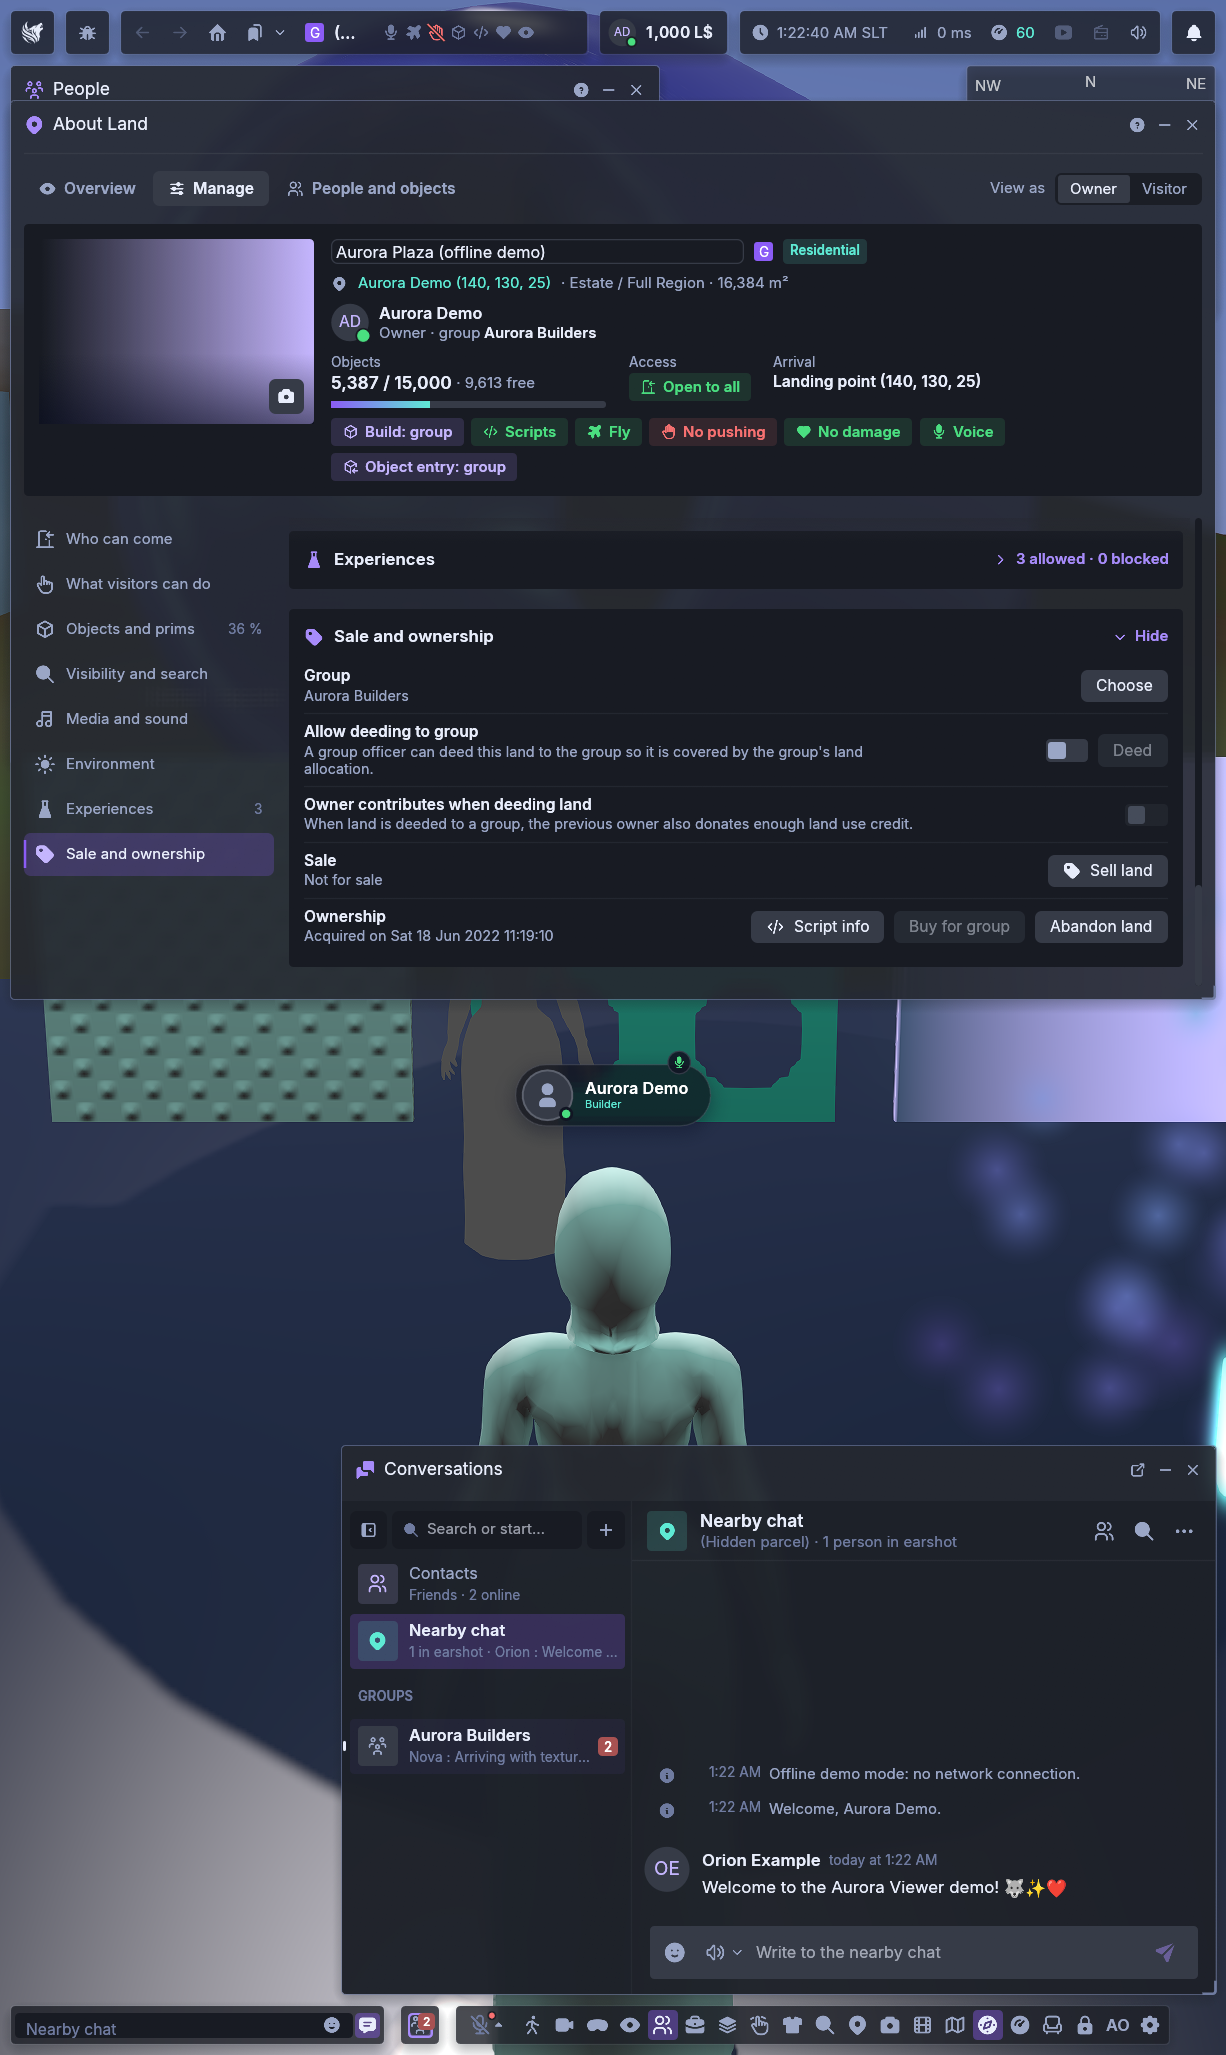 G (... AD 1,000 L$ 1:22:40 AM SLT 0 ms 60
People
NW N NE
About Land
Overview Manage People and objects View as Owner Visitor
Aurora Plaza (offline demo) G Residential
Aurora Demo (140, 130, 25) · Estate / Full Region · 16,384 m²
AD Aurora Demo
Owner · group Aurora Builders
Objects Access Arrival
5,387 / 15,000 · 9,613 free Open to all Landing point (140, 130, 25)
Build: group Scripts Fly No pushing No damage Voice
Object entry: group
Who can come
What visitors can do
Objects and prims 36 %
Visibility and search
Media and sound
Environment
Experiences 3
Sale and ownership
Experiences 3 allowed · 0 blocked
Sale and ownership Hide
Group
Aurora Builders Choose
Allow deeding to group
A group officer can deed this land to the group so it is covered by the group's land
allocation. Deed
Owner contributes when deeding land
When land is deeded to a group, the previous owner also donates enough land use credit.
Sale
Not for sale Sell land
Ownership
Acquired on Sat 18 Jun 2022 11:19:10 Script info Buy for group Abandon land
Aurora Demo
Builder
Conversations
Search or start...
Contacts
Friends · 2 online
Nearby chat
1 in earshot · Orion : Welcome ...
GROUPS
Aurora Builders
Nova : Arriving with textur... 2
Nearby chat
(Hidden parcel) · 1 person in earshot
1:22 AM Offline demo mode: no network connection.
1:22 AM Welcome, Aurora Demo.
OE Orion Example today at 1:22 AM
Welcome to the Aurora Viewer demo! 🐺✨❤️
Write to the nearby chat
Nearby chat 2 AO